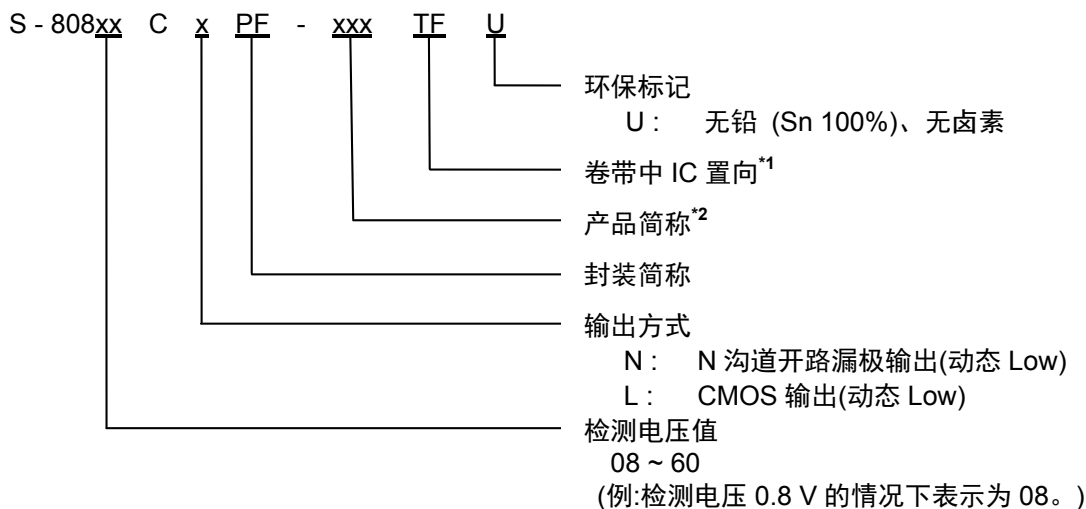 S - 808xx C x PF - xxx TF U
环保标记
U : 无铅 (Sn 100%)、无卤素
卷带中 IC 置向*1
产品简称*2
封装简称
输出方式
N : N 沟道开路漏极输出(动态 Low)
L : CMOS 输出(动态 Low)
检测电压值
08 ~ 60
(例:检测电压 0.8 V 的情况下表示为 08。)